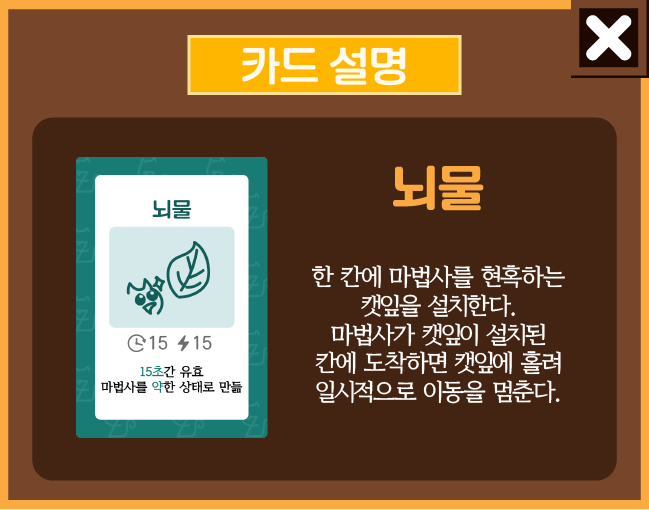 카드 설명
뇌물
15 15
15초간 유효
마법사를 약한 상태로 만듦
뇌물
한 칸에 마법사를 현혹하는
캣잎을 설치한다.
마법사가 캣잎이 설치된
칸에 도착하면 캣잎에 홀려
일시적으로 이동을 멈춘다.